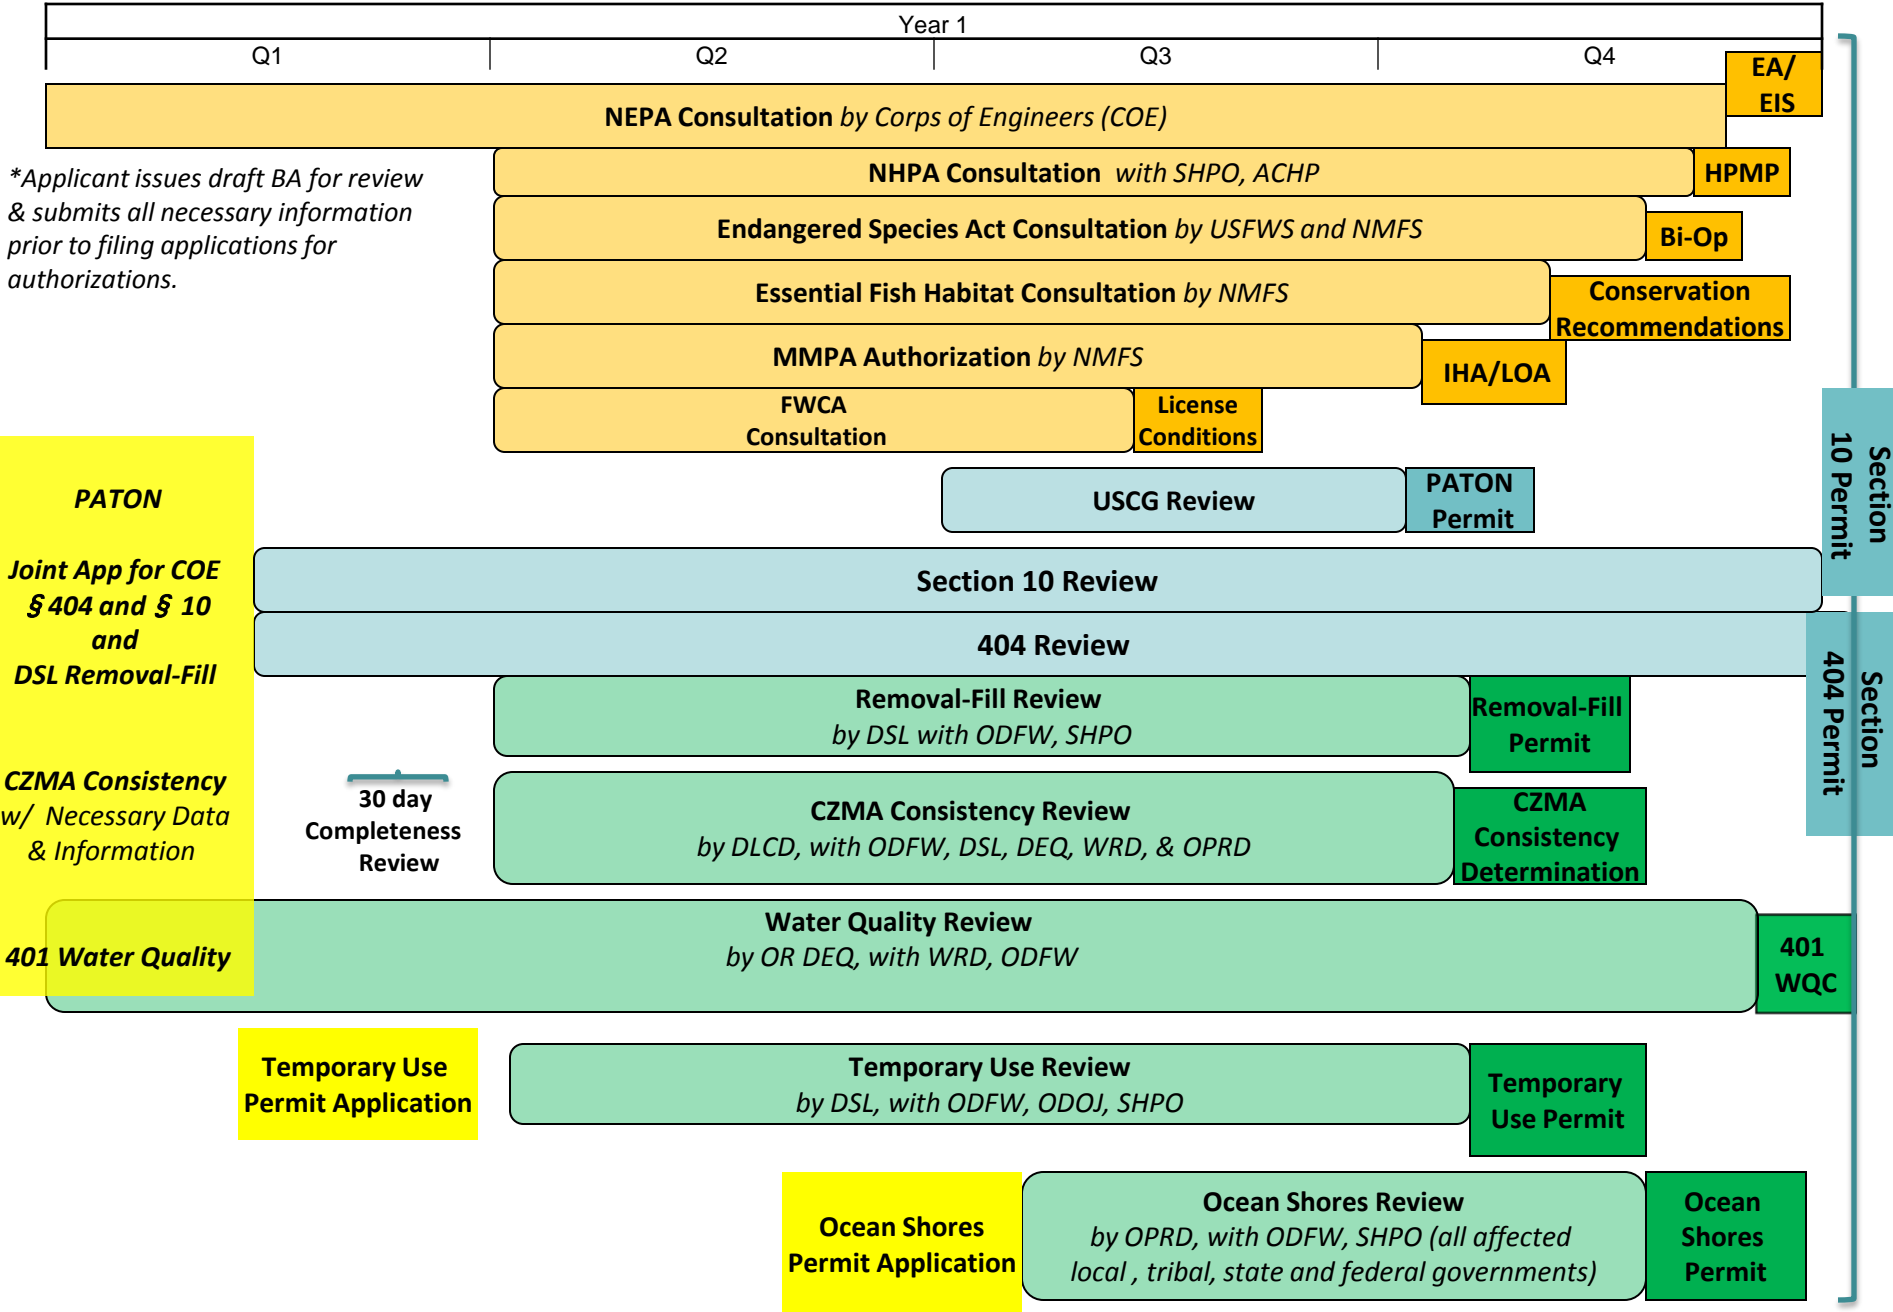 Year 1
Q1
Q2
Q3
Q4
EA/
EIS
NEPA Consultation by Corps of Engineers (COE)
*Applicant issues draft BA for review
& submits all necessary information
prior to filing applications for
authorizations.
NHPA Consultation with SHPO, ACHP
HPMP
Endangered Species Act Consultation by USFWS and NMFS
Bi-Op
Essential Fish Habitat Consultation by NMFS
Conservation
Recommendations
MMPA Authorization by NMFS
IHA/LOA
FWCA
Consultation
License
Conditions
Section
10 Permit
PATON
USCG Review
PATON
Permit
Joint App for COE
§ 404 and § 10
and
DSL Removal-Fill
Section 10 Review
404 Review
Section
404 Permit
Removal-Fill Review
by DSL with ODFW, SHPO
Removal-Fill
Permit
CZMA Consistency
w/ Necessary Data
& Information
30 day
Completeness
Review
CZMA Consistency Review
by DLCD, with ODFW, DSL, DEQ, WRD, & OPRD
CZMA
Consistency
Determination
401 Water Quality
Water Quality Review
by OR DEQ, with WRD, ODFW
401
WQC
Temporary Use
Permit Application
Temporary Use Review
by DSL, with ODFW, ODOJ, SHPO
Temporary
Use Permit
Ocean Shores
Permit Application
Ocean Shores Review
by OPRD, with ODFW, SHPO (all affected
local , tribal, state and federal governments)
Ocean
Shores
Permit